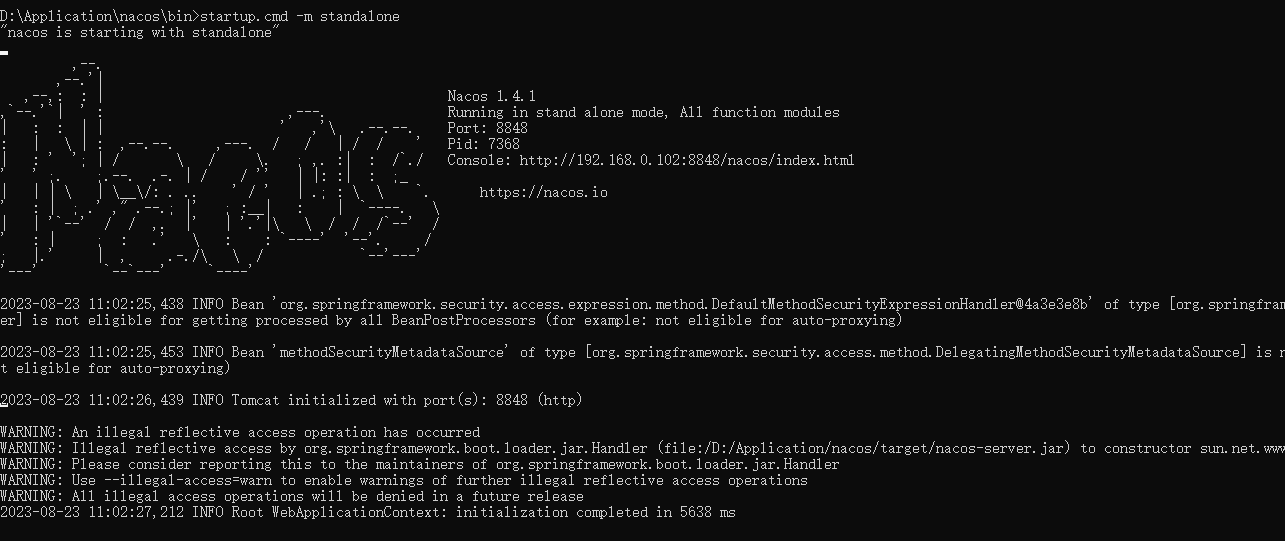 D:\Application\nacos\bin>startup.cmd -m standalone
"nacos is starting with standalone"
Nacos 1.4.1
Running in stand alone mode, All function modules
Port: 8848
Pid: 7368
Console: http://192.168.0.102:8848/nacos/index.html
https://nacos.io
2023-08-23 11:02:25,438 INFO Bean 'org.springframework.security.access.expression.method.DefaultMethodSecurityExpressionHandler@4a3e3e8b' of type [org.springfram
er] is not eligible for getting processed by all BeanPostProcessors (for example: not eligible for auto-proxying)
2023-08-23 11:02:25,453 INFO Bean 'methodSecurityMetadataSource' of type [org.springframework.security.access.method.DelegatingMethodSecurityMetadataSource] is n
t eligible for auto-proxying)
2023-08-23 11:02:26,439 INFO Tomcat initialized with port(s): 8848 (http)
WARNING: An illegal reflective access operation has occurred
WARNING: Illegal reflective access by org.springframework.boot.loader.jar.Handler (file:/D:/Application/nacos/target/nacos-server.jar) to constructor sun.net.www
WARNING: Please consider reporting this to the maintainers of org.springframework.boot.loader.jar.Handler
WARNING: Use --illegal-access=warn to enable warnings of further illegal reflective access operations
WARNING: All illegal access operations will be denied in a future release
2023-08-23 11:02:27,212 INFO Root WebApplicationContext: initialization completed in 5638 ms